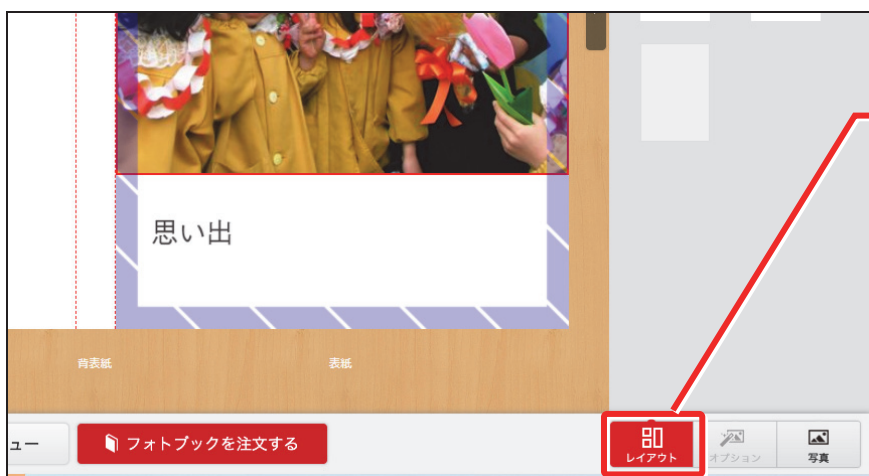 思い出
背表紙
表紙
ュー
フォトブックを注文する
レイアウト
オプション
写真